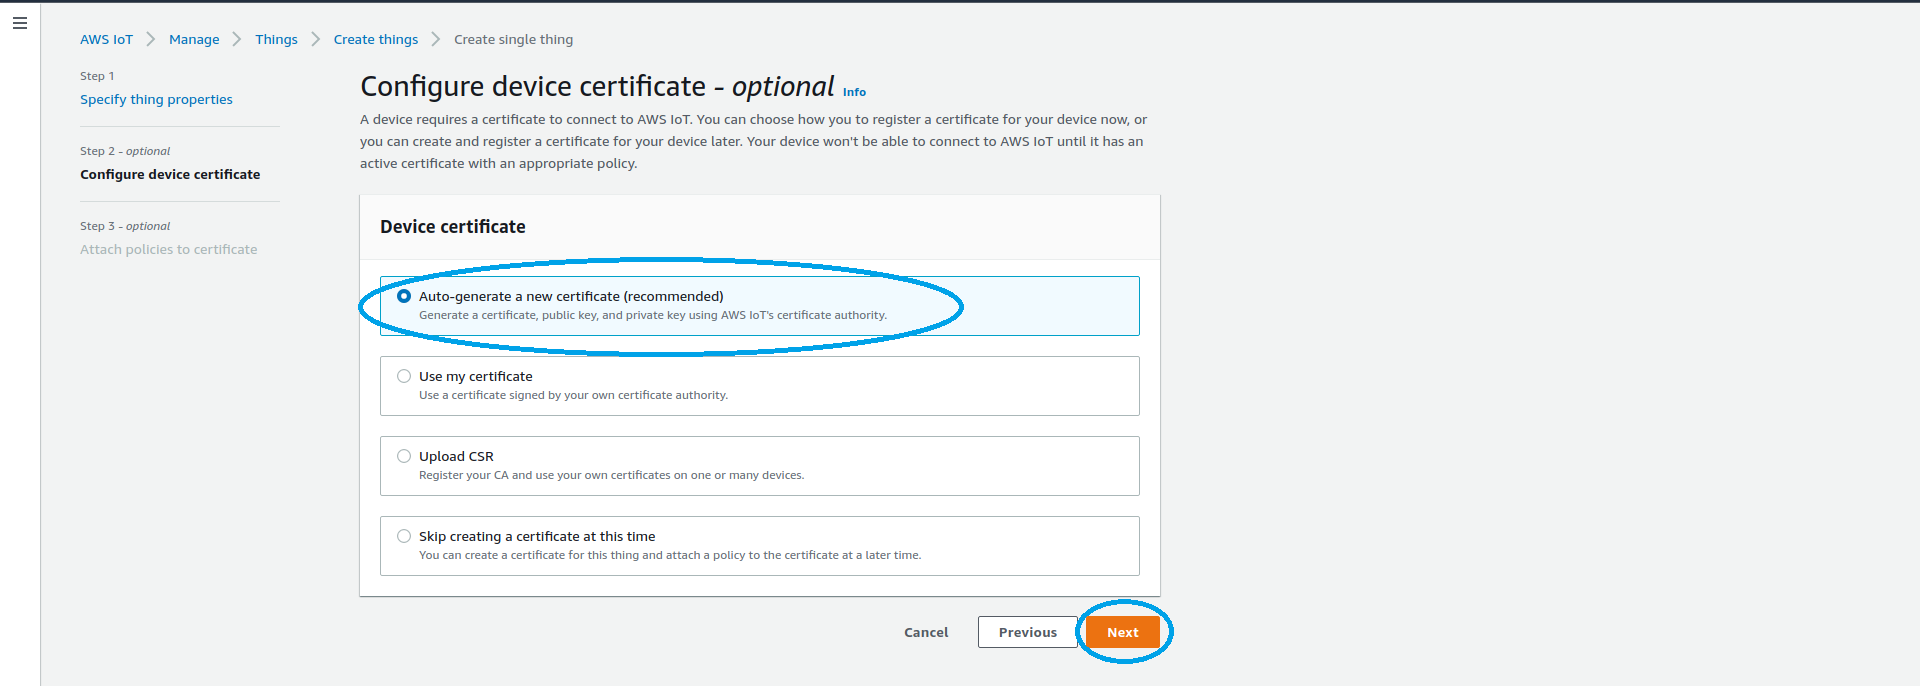 AWS IoT > Manage > Things > Create things > Create single thing
Step 1
Specify thing properties
Step 2 - optional
Configure device certificate
Step 3 - optional
Attach policies to certificate
Configure device certificate - optional Info
A device requires a certificate to connect to AWS IoT. You can choose how you to register a certificate for your device now, or
you can create and register a certificate for your device later. Your device won't be able to connect to AWS IoT until it has an
active certificate with an appropriate policy.
Device certificate
Auto-generate a new certificate (recommended)
Generate a certificate, public key, and private key using AWS IoT's certificate authority.
Use my certificate
Use a certificate signed by your own certificate authority.
Upload CSR
Register your CA and use your own certificates on one or many devices.
Skip creating a certificate at this time
You can create a certificate for this thing and attach a policy to the certificate at a later time.
Cancel Previous Next